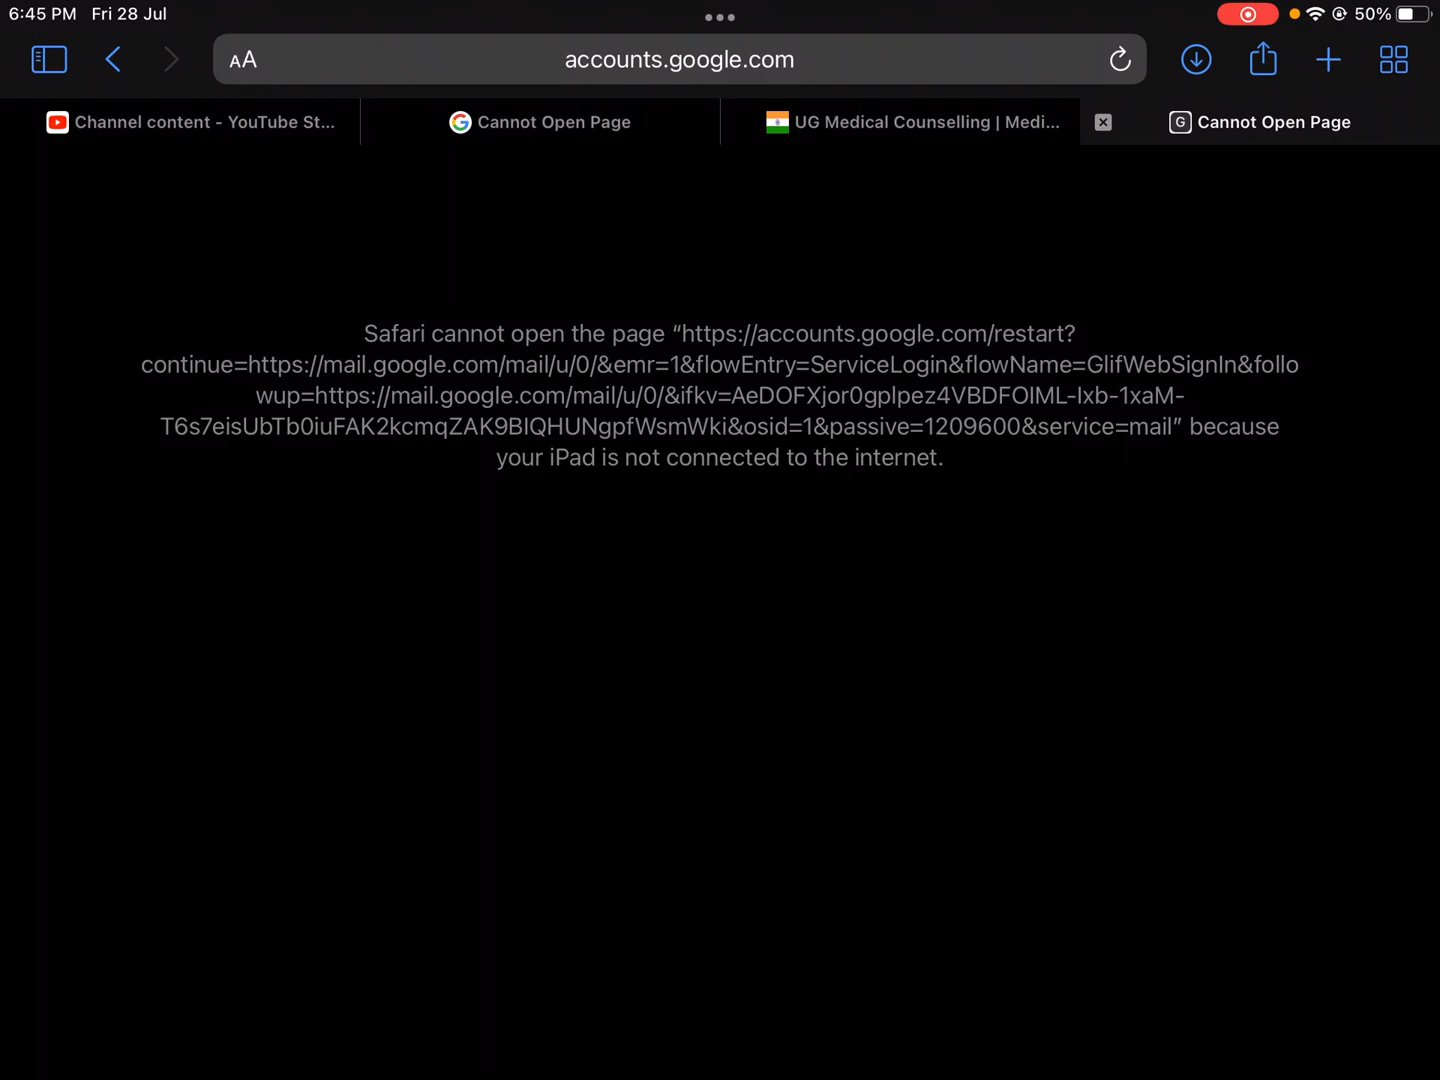 6:45 PM Fri 28 Jul 50%
AA accounts.google.com
Channel content - YouTube St... Cannot Open Page UG Medical Counselling | Medi... G Cannot Open Page
Safari cannot open the page “https://accounts.google.com/restart?
continue=https://mail.google.com/mail/u/0/&emr=1&flowEntry=ServiceLogin&flowName=GlifWebSignIn&follo
wup=https://mail.google.com/mail/u/0/&ifkv=AeDOFXjor0gpIpez4VBDFOIML-Ixb-1xaM-
T6s7eisUbTb0iuFAK2kcmqZAK9BIQHUNgpfWsmWki&osid=1&passive=1209600&service=mail” because
your iPad is not connected to the internet.